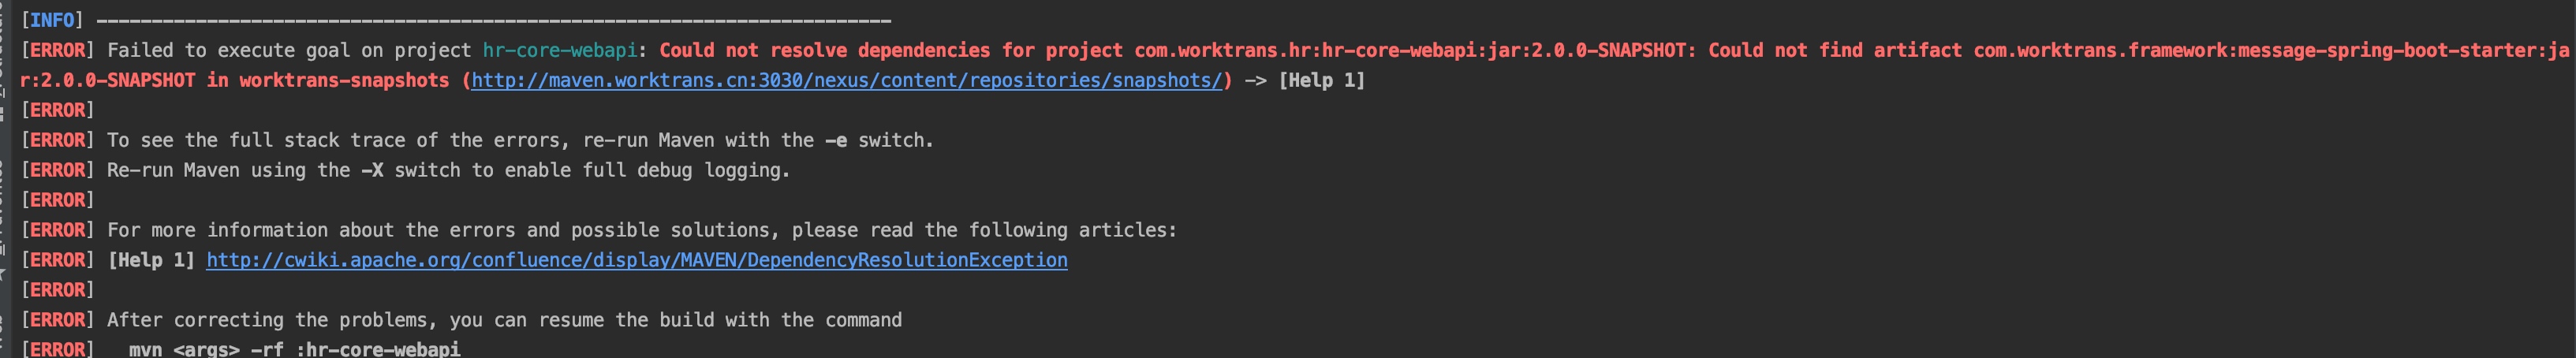 [INFO] ------------------------------------------------------------------------
[ERROR] Failed to execute goal on project hr-core-webapi: Could not resolve dependencies for project com.worktrans.hr:hr-core-webapi:jar:2.0.0-SNAPSHOT: Could not find artifact com.worktrans.framework:message-spring-boot-starter:ja
r:2.0.0-SNAPSHOT in worktrans-snapshots (http://maven.worktrans.cn:3030/nexus/content/repositories/snapshots/) -> [Help 1]
[ERROR]
[ERROR] To see the full stack trace of the errors, re-run Maven with the -e switch.
[ERROR] Re-run Maven using the -X switch to enable full debug logging.
[ERROR]
[ERROR] For more information about the errors and possible solutions, please read the following articles:
[ERROR] [Help 1] http://cwiki.apache.org/confluence/display/MAVEN/DependencyResolutionException
[ERROR]
[ERROR] After correcting the problems, you can resume the build with the command
[ERROR]   mvn <args> -rf :hr-core-webapi